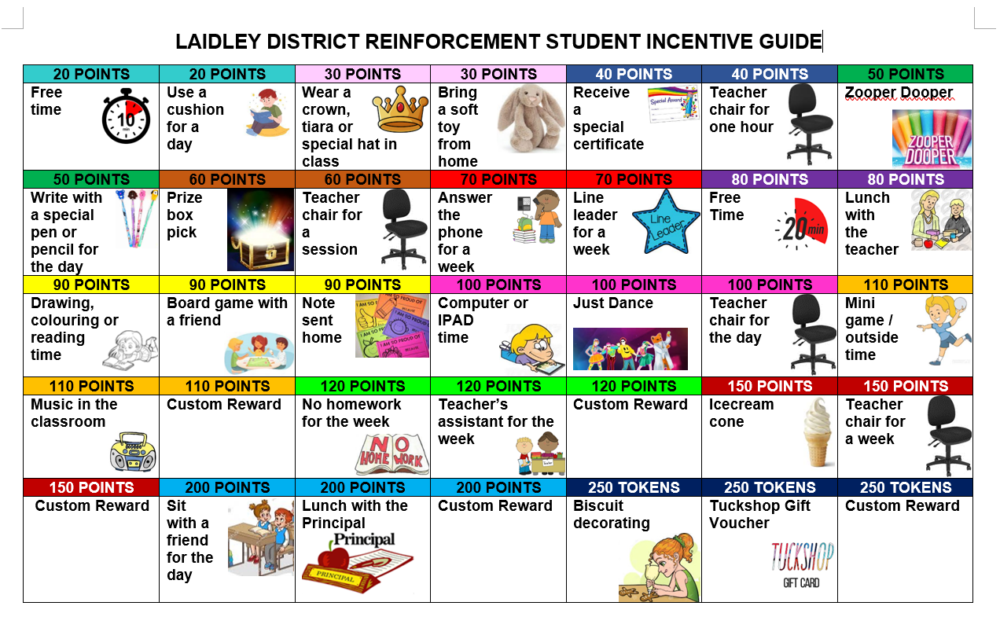 LAIDLEY DISTRICT REINFORCEMENT STUDENT INCENTIVE GUIDE
20 POINTS
Free
time
10
min
20 POINTS
Use a
cushion
for a
day
30 POINTS
Wear a
crown,
tiara or
special hat in
class
30 POINTS
Bring
a soft
toy
from
home
40 POINTS
Receive
a
special
certificate
Special Award
40 POINTS
Teacher
chair for
one hour
50 POINTS
Zooper Dooper
ZOOPER
DOOPER
50 POINTS
Write with
a special
pen or
pencil for
the day
60 POINTS
Prize
box
pick
60 POINTS
Teacher
chair for
a
session
70 POINTS
Answer
the
phone
for a
week
70 POINTS
Line
leader
for a
week
Line
Leader
80 POINTS
Free
Time
20 min
80 POINTS
Lunch
with
the
teacher
90 POINTS
Drawing,
colouring or
reading
time
90 POINTS
Board game with
a friend
90 POINTS
Note
sent
home
I AM SO PROUD OF
I AM SO PROUD
I AM SO PROUD OF
100 POINTS
Computer or
IPAD
time
100 POINTS
Just Dance
100 POINTS
Teacher
chair for
the day
110 POINTS
Mini
game /
outside
time
110 POINTS
Music in the
classroom
110 POINTS
Custom Reward
120 POINTS
No homework
for the week
NO
HOME WORK
120 POINTS
Teacher’s
assistant for the
week
120 POINTS
Custom Reward
150 POINTS
Icecream
cone
150 POINTS
Teacher
chair for
a week
150 POINTS
Custom Reward
200 POINTS
Sit
with a
friend
for the
day
200 POINTS
Lunch with the
Principal
Principal
PRINCIPAL
200 POINTS
Custom Reward
250 TOKENS
Biscuit
decorating
250 TOKENS
Tuckshop Gift
Voucher
TUCKSHOP
GIFT CARD
250 TOKENS
Custom Reward